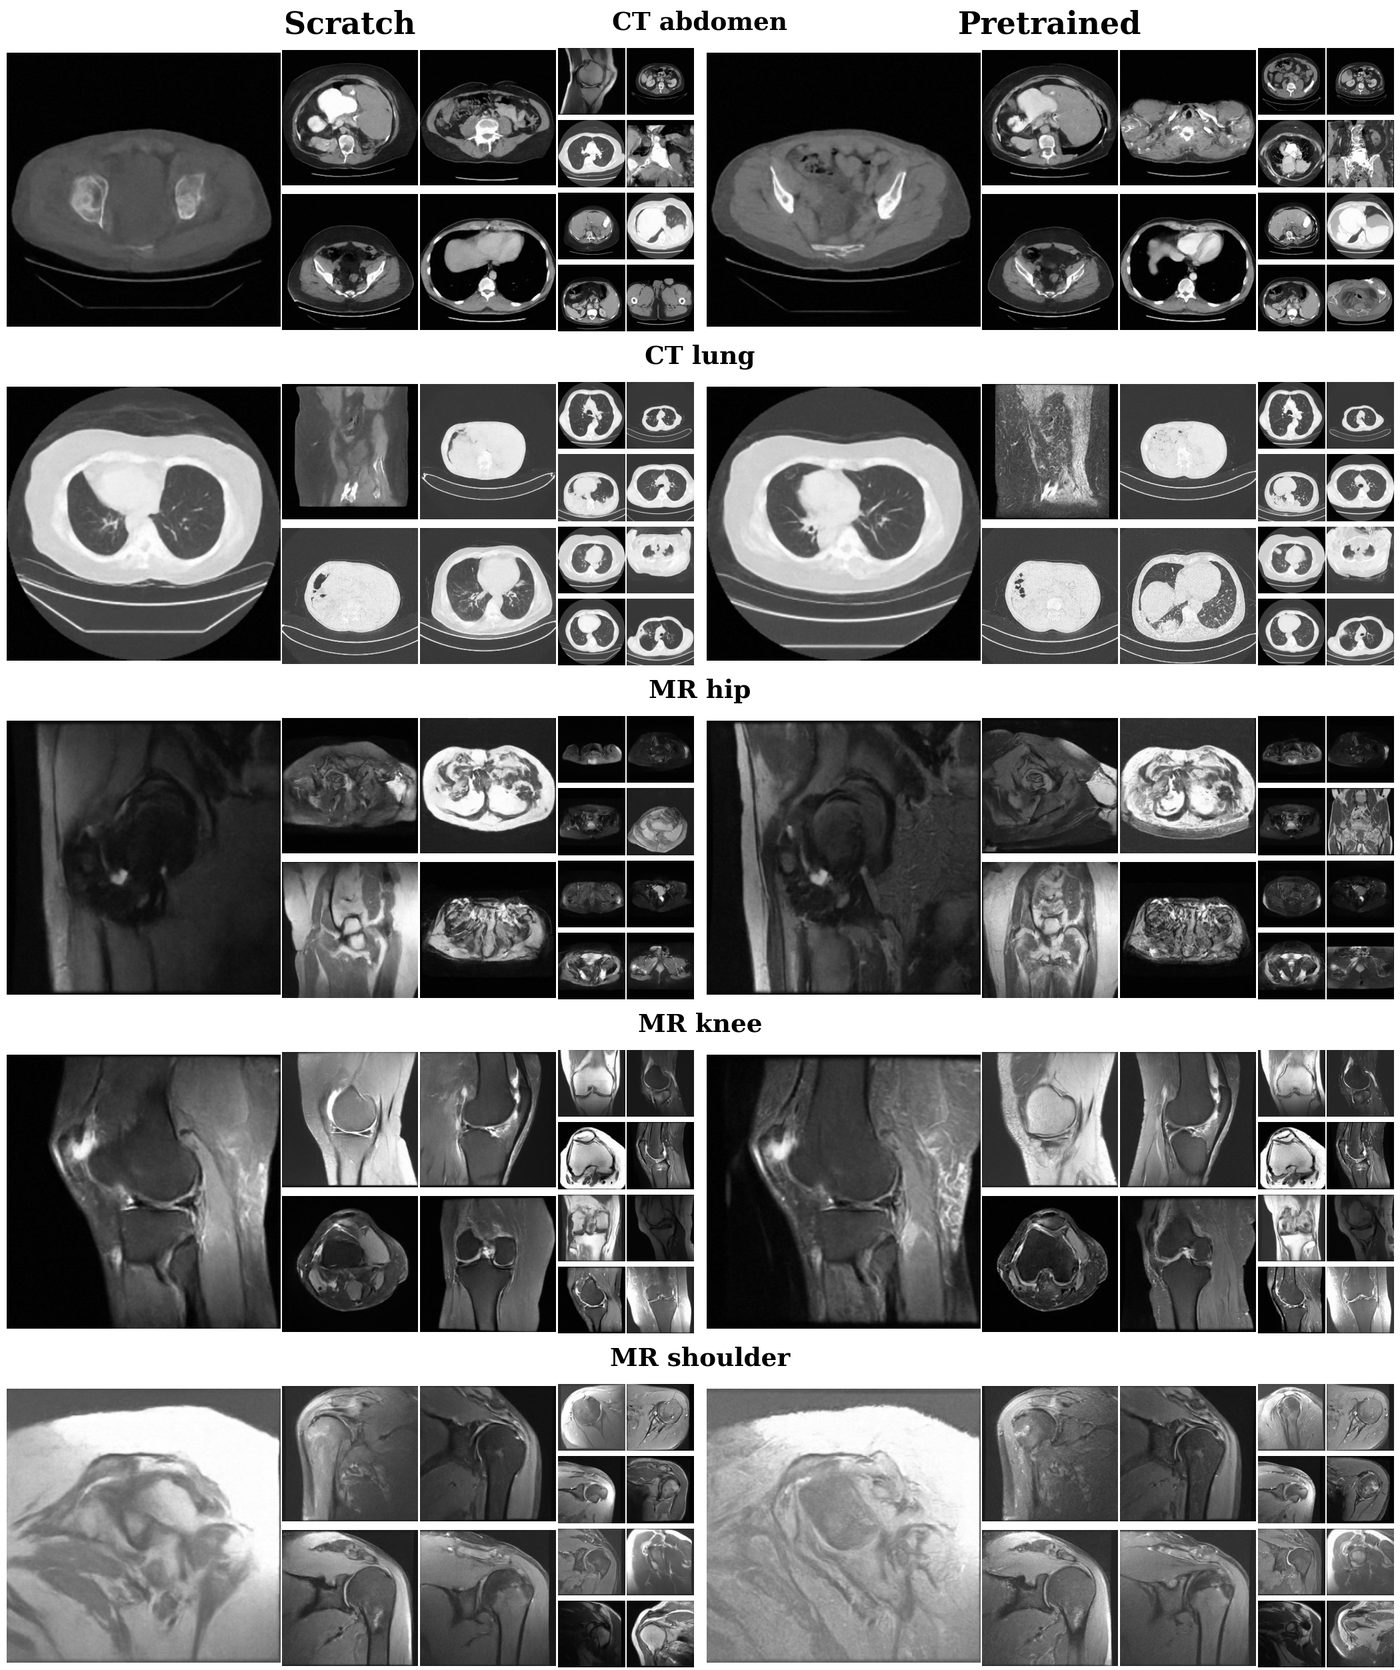 Scratch
CT abdomen
Pretrained
CT lung
MR hip
MR knee
MR shoulder